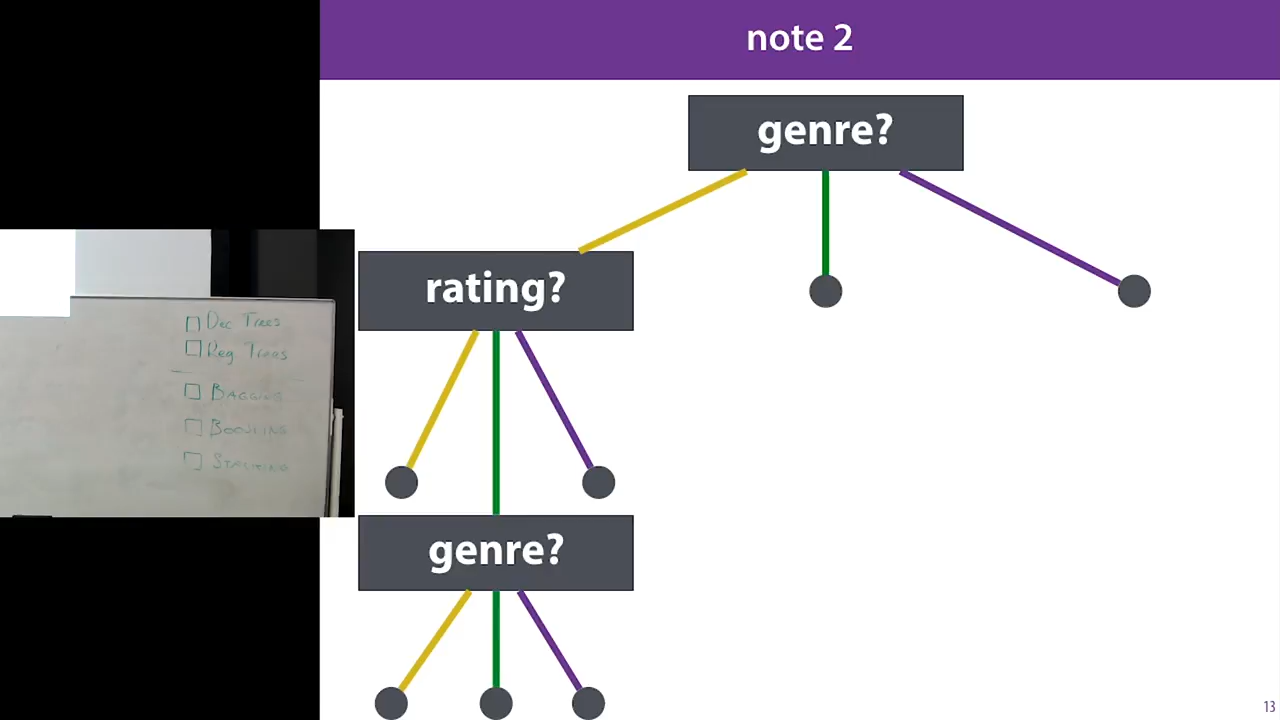 note 2
genre?
rating?
genre?
Dec Trees
Reg Trees
Bagging
Boosting
Stacking
13